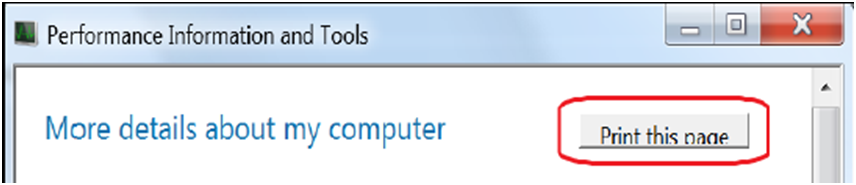 Performance Information and Tools
More details about my computer
Print this page